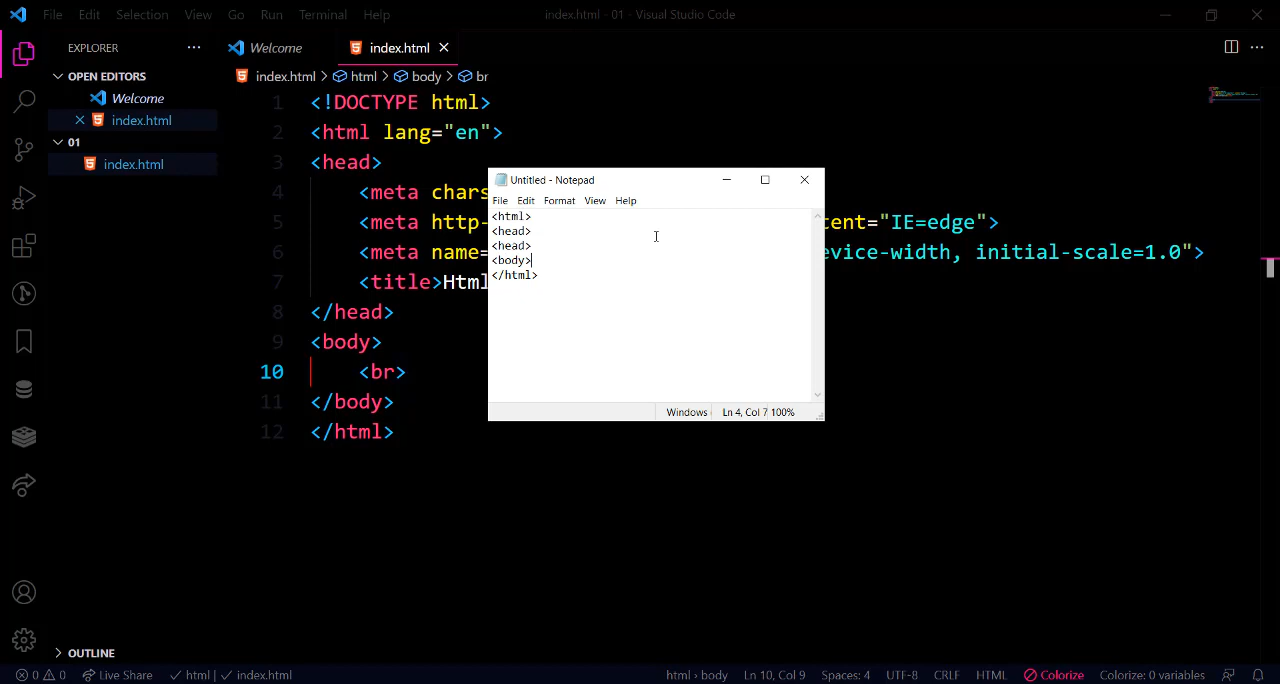 File Edit Selection View Go Run Terminal Help index.html - 01 - Visual Studio Code
EXPLORER
Welcome index.html
OPEN EDITORS
Welcome
index.html
01
index.html
OUTLINE
index.html > html > body > br
1 <!DOCTYPE html>
2 <html lang="en">
3 <head>
4 <meta chars
5 <meta http- tent="IE=edge">
6 <meta name= evice-width, initial-scale=1.0">
7 <title>Html
8 </head>
9 <body>
10 <br>
11 </body>
12 </html>
Untitled - Notepad
File Edit Format View Help
<html>
<head>
<head>
<body>
</html>
Windows Ln 4, Col 7 100%
0 0 Live Share html | index.html html › body Ln 10, Col 9 Spaces: 4 UTF-8 CRLF HTML Colorize Colorize: 0 variables